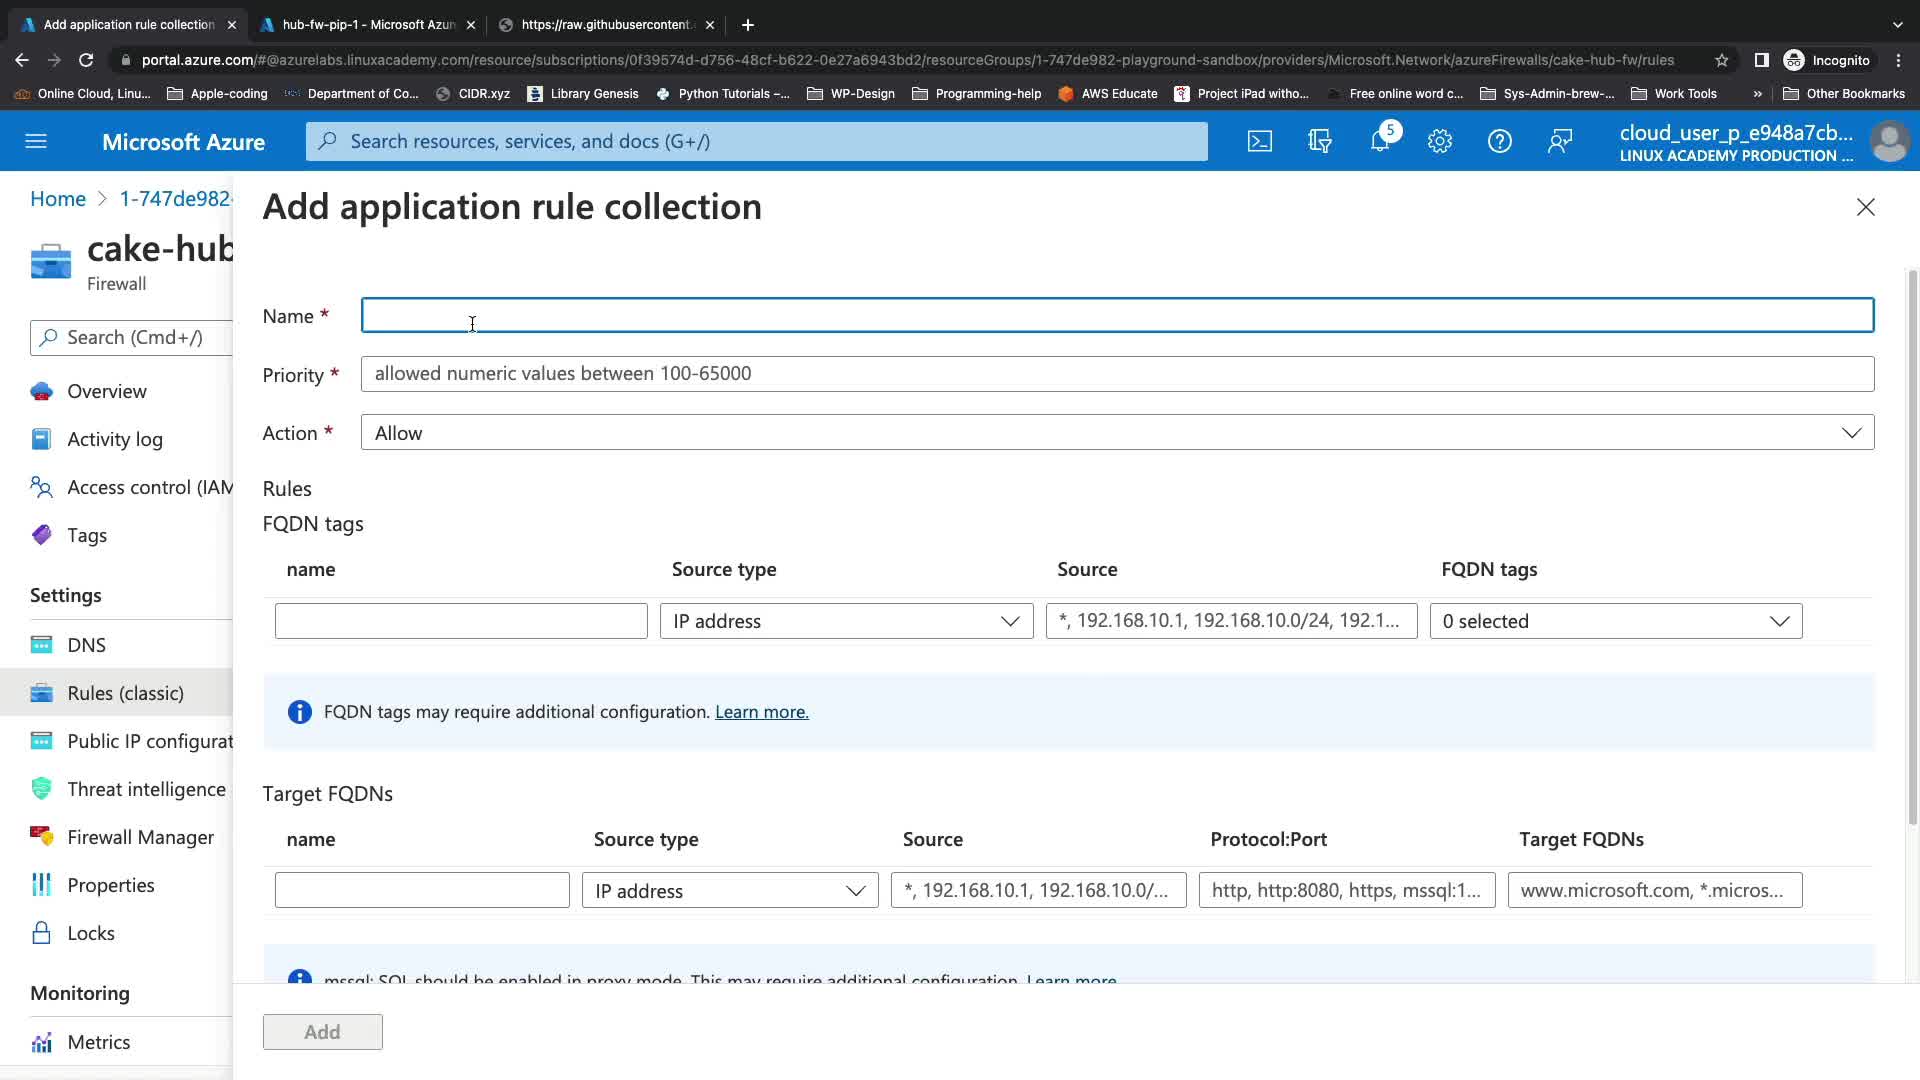 Add application rule collection
hub-fw-pip-1 - Microsoft Azur
https://raw.githubusercontent.
portal.azure.com/#@azurelabs.linuxacademy.com/resource/subscriptions/0f39574d-d756-48cf-b622-0e27a6943bd2/resourceGroups/1-747de982-playground-sandbox/providers/Microsoft.Network/azureFirewalls/cake-hub-fw/rules
Incognito
Online Cloud, Linu...
Apple-coding
Department of Co...
CIDR.xyz
Library Genesis
Python Tutorials –...
WP-Design
Programming-help
AWS Educate
Project iPad witho...
Free online word c...
Sys-Admin-brew-...
Work Tools
»
Other Bookmarks
Microsoft Azure
Search resources, services, and docs (G+/)
5
cloud_user_p_e948a7cb...
LINUX ACADEMY PRODUCTION ...
Home > 1-747de982-
cake-hub
Firewall
Search (Cmd+/)
Overview
Activity log
Access control (IAM
Tags
Settings
DNS
Rules (classic)
Public IP configurat
Threat intelligence
Firewall Manager
Properties
Locks
Monitoring
Metrics
Add application rule collection
Name *
Priority *
allowed numeric values between 100-65000
Action *
Allow
Rules
FQDN tags
name
Source type
Source
FQDN tags
IP address
*, 192.168.10.1, 192.168.10.0/24, 192.1...
0 selected
FQDN tags may require additional configuration. Learn more.
Target FQDNs
name
Source type
Source
Protocol:Port
Target FQDNs
IP address
*, 192.168.10.1, 192.168.10.0/...
http, http:8080, https, mssql:1...
www.microsoft.com, *.micros...
mssql: SQL should be enabled in proxy mode. This may require additional configuration. Learn more.
Add